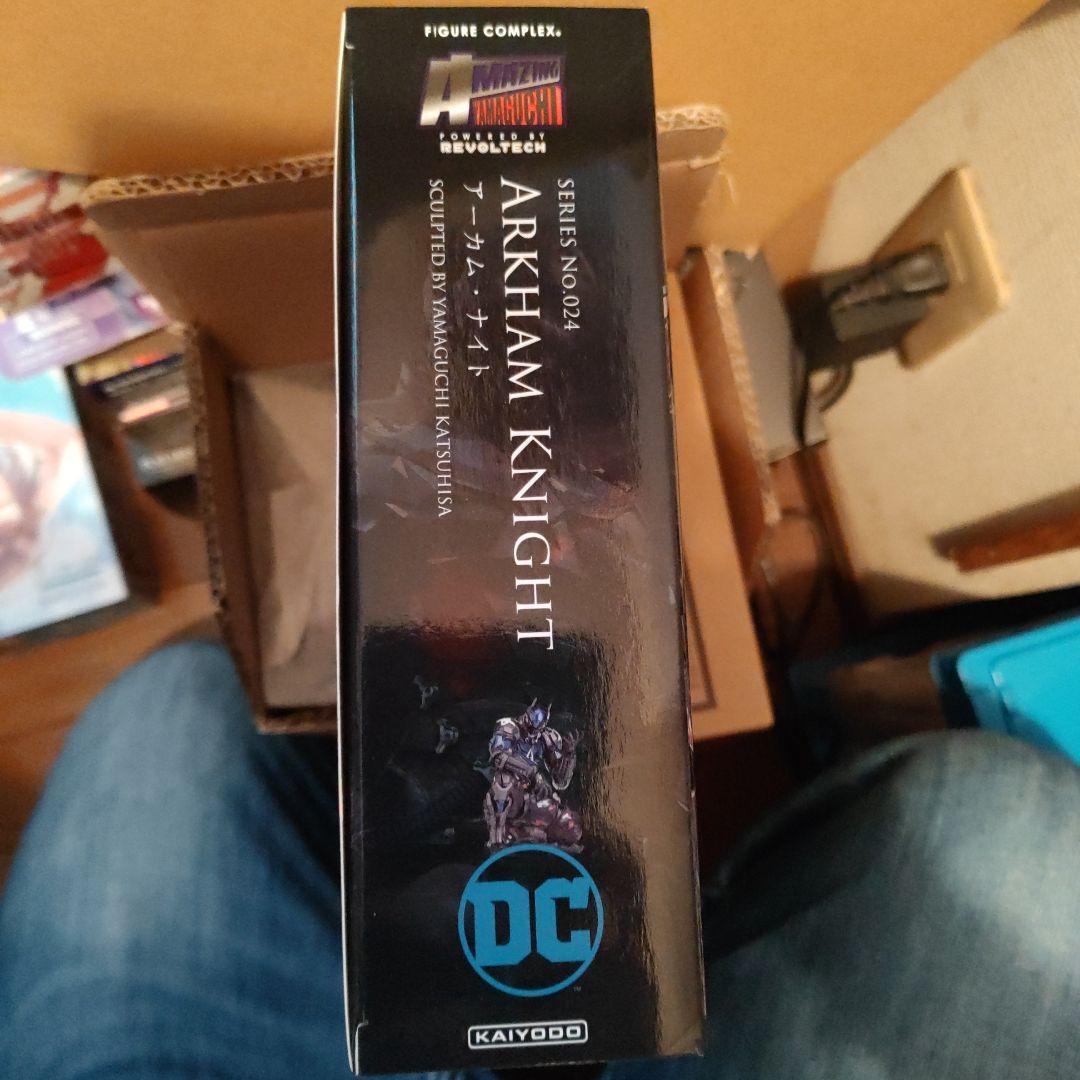 FIGURE COMPLEX
AMAZING
YAMAGUCHI
POWERED BY
REVOLTECH
SERIES No.024
ARKHAM KNIGHT
アーカム・ナイト
SCULPTED BY YAMAGUCHI KATSUHISA
DC
TM
KAIYODO